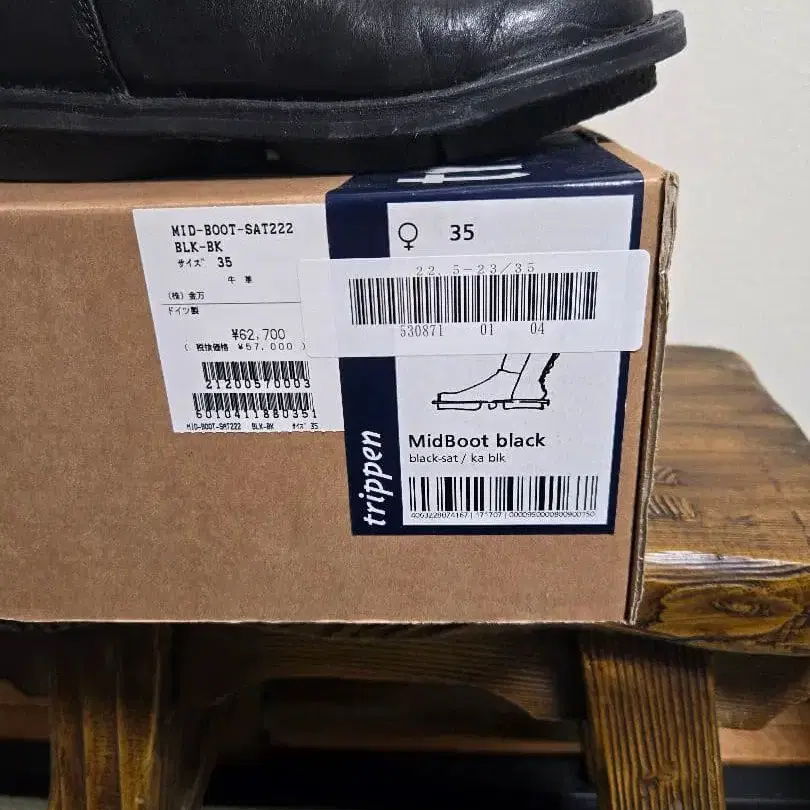 MID-BOOT-SAT222
BLK-BK
サイズ 35
牛 革
(株) 金万
ドイツ製
¥62,700
( 税抜価格 ¥57,000 )
21200570003
6010411880351
MID-BOOT-SAT222 BLK-BK サイズ 35
♀ 35
22.5-23/35
530871 01 04
MidBoot black
black-sat / ka blk
trippen